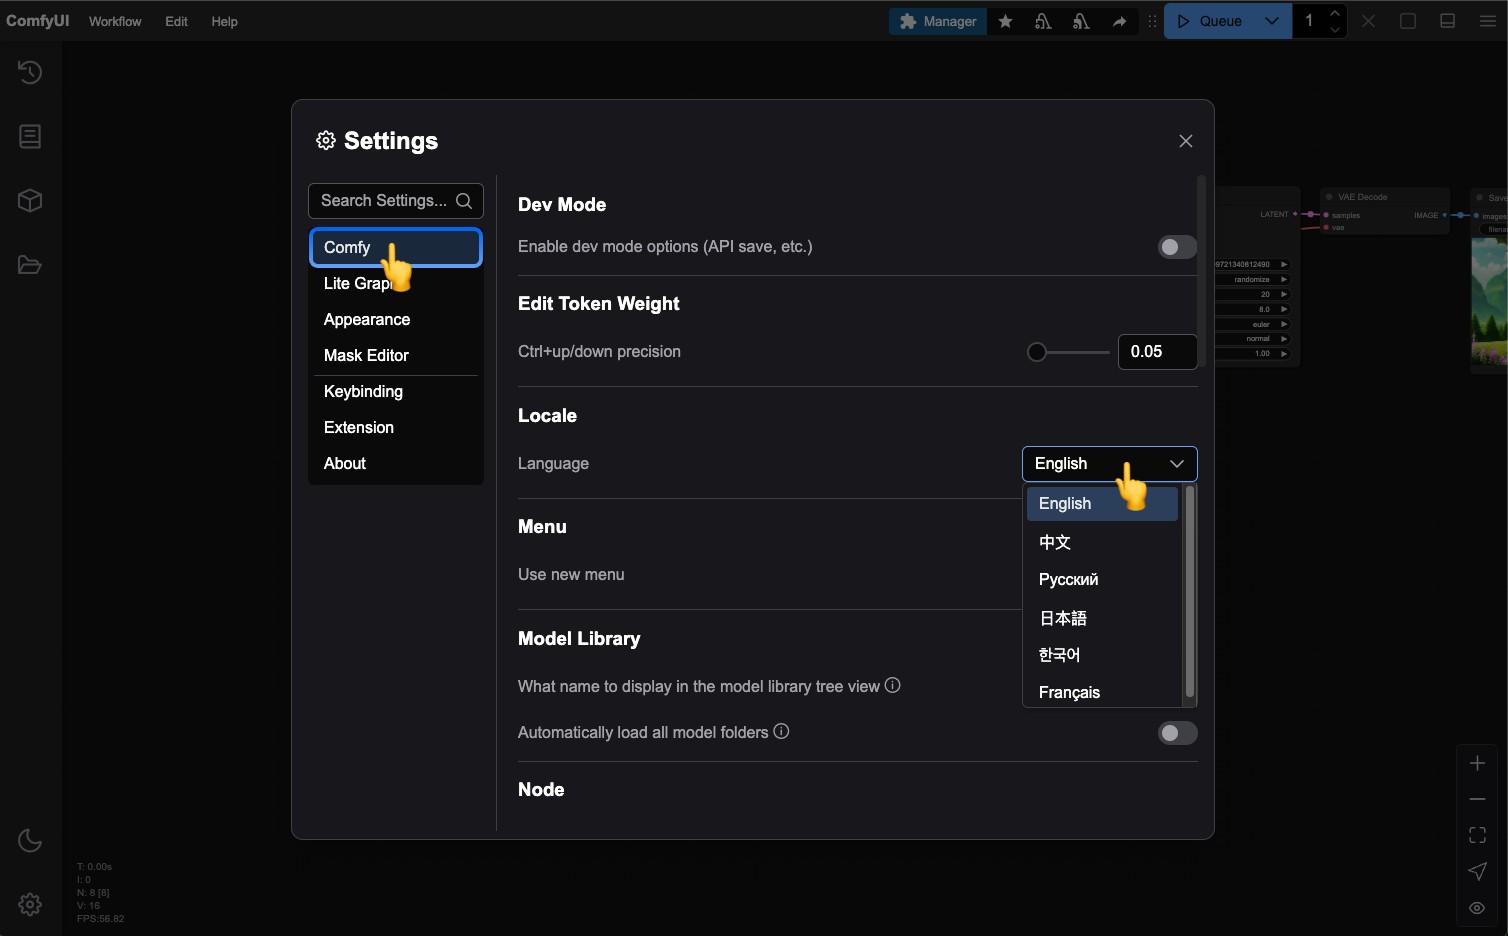 ComfyUI Workflow Edit Help Manager Queue 1
Settings
Search Settings...
Comfy
Lite Grap
Appearance
Mask Editor
Keybinding
Extension
About
Dev Mode
Enable dev mode options (API save, etc.)
Edit Token Weight
Ctrl+up/down precision 0.05
Locale
Language English
English
中文
Русский
日本語
한국어
Français
Menu
Use new menu
Model Library
What name to display in the model library tree view
Automatically load all model folders
Node
LATENT
9721340612490
randomize
20
8.0
euler
normal
1.00
VAE Decode
samples IMAGE
vae
Save
images
filena
T: 0.00s
I: 0
N: 8 [8]
V: 16
FPS:56.82